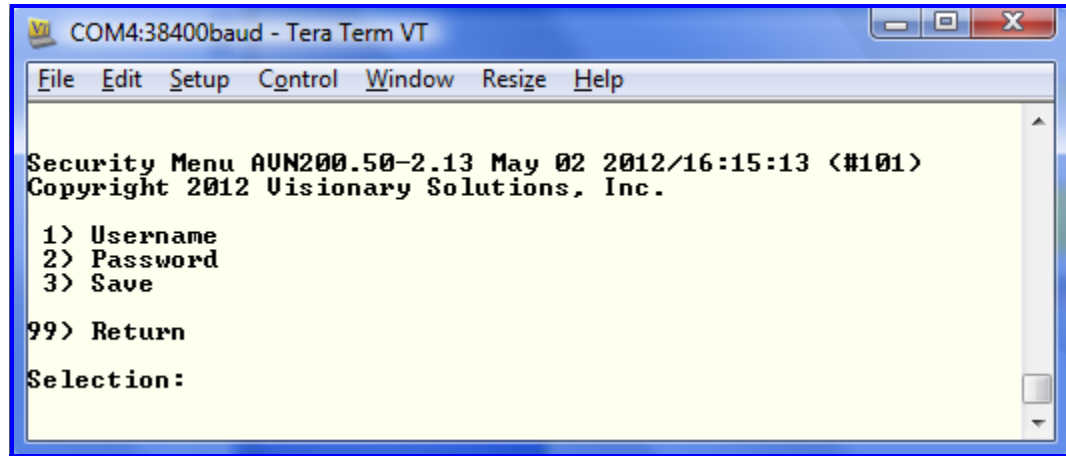 COM4:38400baud - Tera Term VT
File Edit Setup Control Window Resize Help
Security Menu AVN200.50-2.13 May 02 2012/16:15:13 (#101)
Copyright 2012 Visionary Solutions, Inc.
1) Username
2) Password
3) Save
99) Return
Selection: